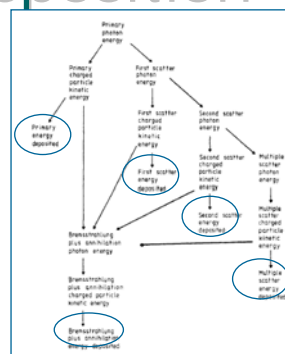 Primary
photon
energy
Primary
charged
particle
kinetic
energy
First scatter
photon
energy
Primary
energy
deposited
First scatter
charged
particle
kinetic
energy
Second scatter
photon
energy
First scatter
energy
deposited
Second scatter
charged
particle
kinetic
energy
Multiple
scatter
photon
energy
Second scatter
energy
deposited
Multiple
scatter
charged
particle
kinetic
energy
Bremsstrahlung
plus annihilation
photon energy
Multiple
scatter
energy
deposited
Bremsstrahlung
plus annihilation
charged particle
kinetic energy
Bremsstrahlung
plus annihilation
energy deposited